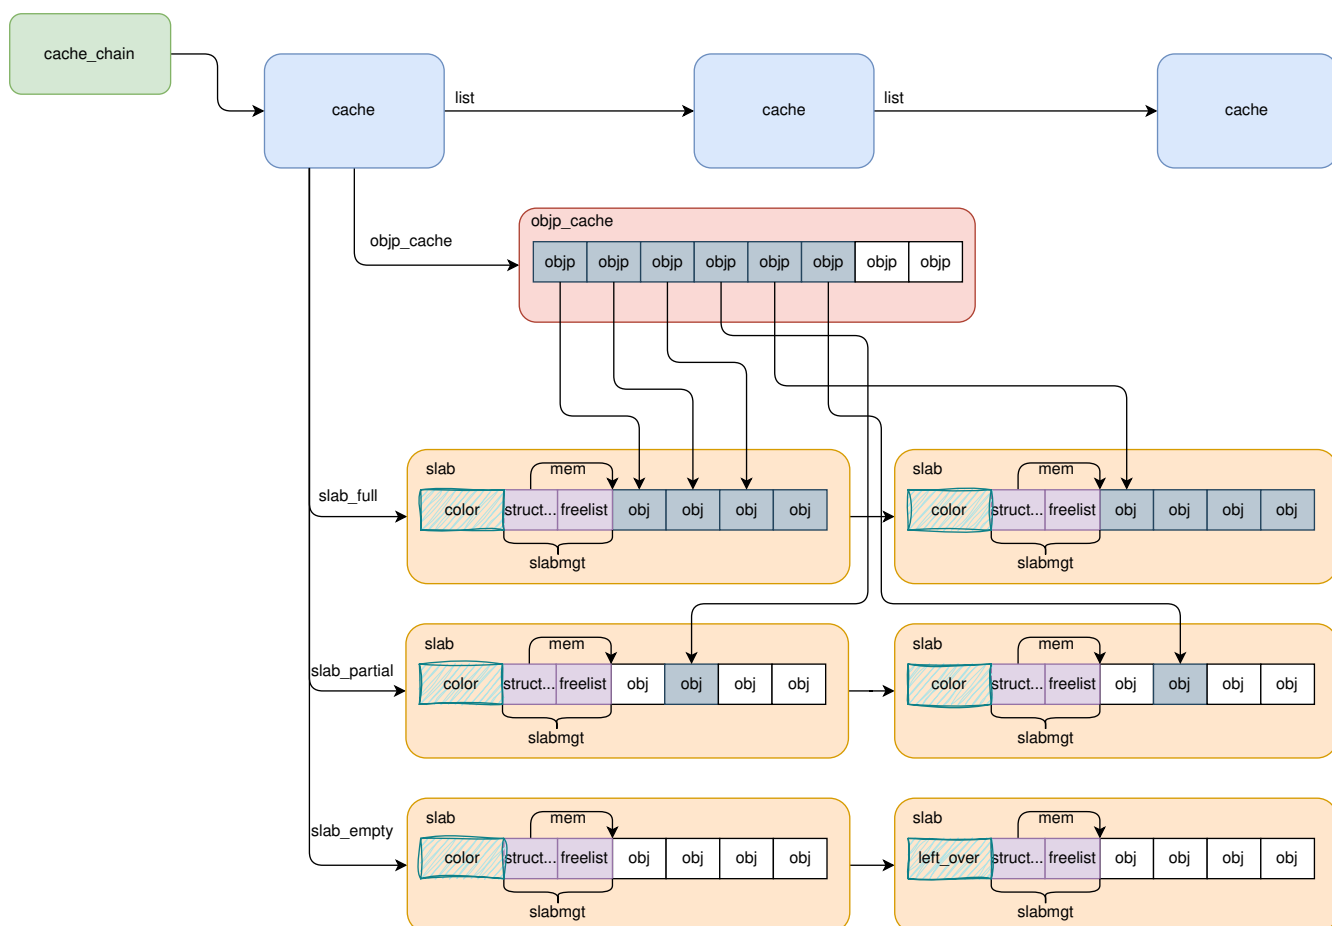 cache_chain
cache
list
cache
list
cache
objp_cache
objp_cache
objp objp objp objp objp objp objp objp
slab_full
slab
mem
color struct... freelist obj obj obj obj
slabmgt
slab
mem
color struct... freelist obj obj obj obj
slabmgt
slab_partial
slab
mem
color struct... freelist obj obj obj obj
slabmgt
slab
mem
color struct... freelist obj obj obj obj
slabmgt
slab_empty
slab
mem
color struct... freelist obj obj obj obj
slabmgt
slab
mem
left_over struct... freelist obj obj obj obj
slabmgt